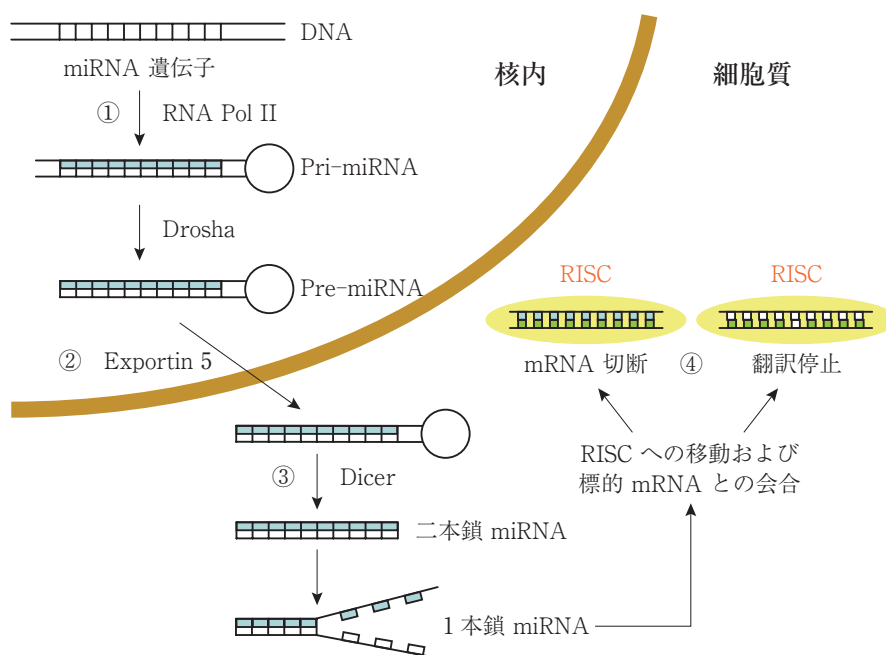 DNA
miRNA 遺伝子
核内
細胞質
① RNA Pol II
Pri-miRNA
Drosha
Pre-miRNA
RISC
RISC
② Exportin 5
mRNA 切断
④
翻訳停止
③ Dicer
RISC への移動および
標的 mRNA との会合
二本鎖 miRNA
1 本鎖 miRNA